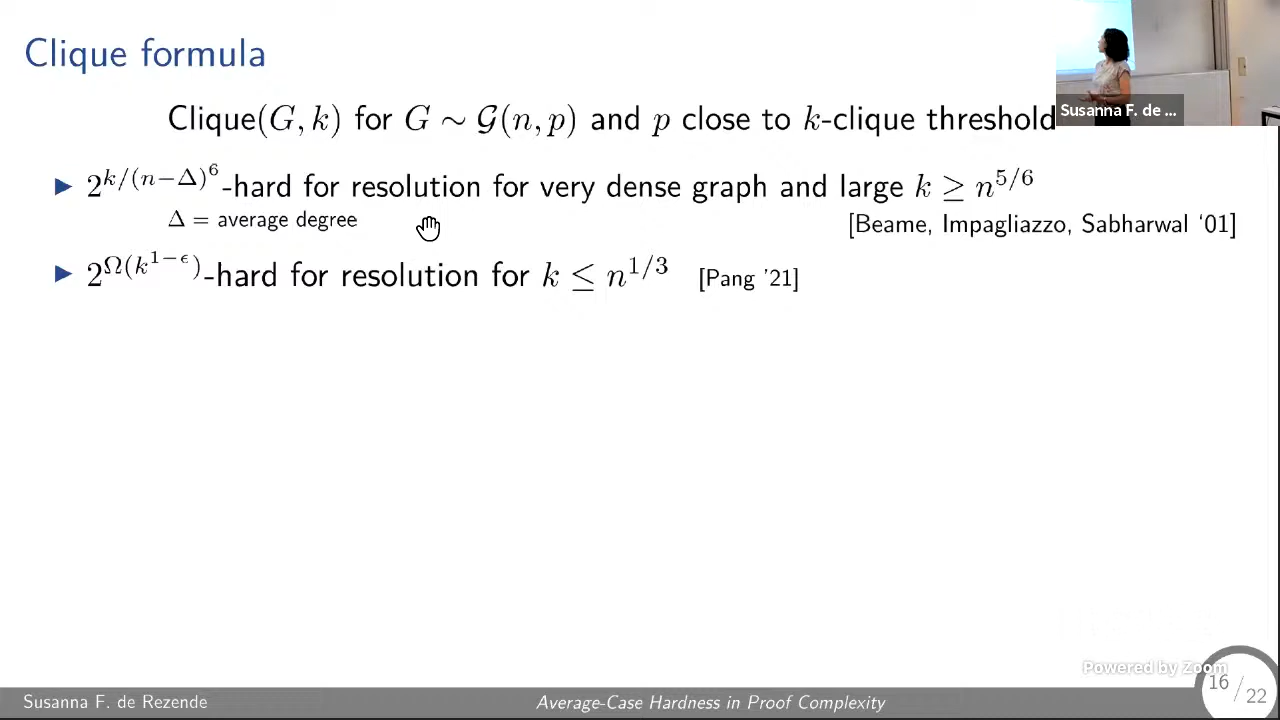 Clique formula
Clique(G, k) for G ∼ 𝒢(n, p) and p close to k-clique threshold
Susanna F. de ...
▶ 2^{k/(n−Δ)^6}-hard for resolution for very dense graph and large k ≥ n^{5/6}
Δ = average degree
[Beame, Impagliazzo, Sabharwal ‘01]
▶ 2^{Ω(k^{1−ϵ})}-hard for resolution for k ≤ n^{1/3} [Pang ’21]
Powered by Zoom
Susanna F. de Rezende
Average-Case Hardness in Proof Complexity
16/22